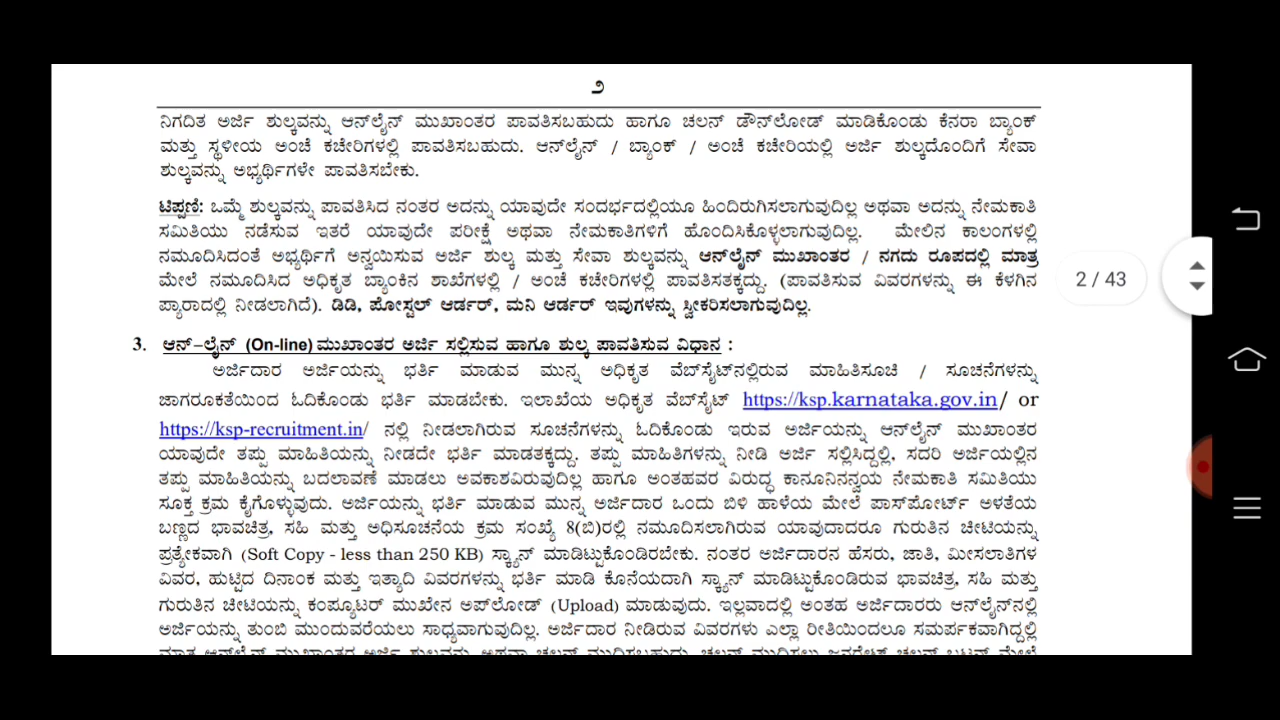 ೨
ನಿಗದಿತ ಅರ್ಜಿ ಶುಲ್ಕವನ್ನು ಆನ್‌ಲೈನ್ ಮುಖಾಂತರ ಪಾವತಿಸಬಹುದು ಹಾಗೂ ಚಲನ್ ಡೌನ್‌ಲೋಡ್ ಮಾಡಿಕೊಂಡು ಕೆನರಾ ಬ್ಯಾಂಕ್
ಮತ್ತು ಸ್ಥಳೀಯ ಅಂಚೆ ಕಚೇರಿಗಳಲ್ಲಿ ಪಾವತಿಸಬಹುದು. ಆನ್‌ಲೈನ್ / ಬ್ಯಾಂಕ್ / ಅಂಚೆ ಕಚೇರಿಯಲ್ಲಿ ಅರ್ಜಿ ಶುಲ್ಕದೊಂದಿಗೆ ಸೇವಾ
ಶುಲ್ಕವನ್ನು ಅಭ್ಯರ್ಥಿಗಳೇ ಪಾವತಿಸಬೇಕು.
ಟಿಪ್ಪಣಿ: ಒಮ್ಮೆ ಶುಲ್ಕವನ್ನು ಪಾವತಿಸಿದ ನಂತರ ಅದನ್ನು ಯಾವುದೇ ಸಂದರ್ಭದಲ್ಲಿಯೂ ಹಿಂದಿರುಗಿಸಲಾಗುವುದಿಲ್ಲ ಅಥವಾ ಅದನ್ನು ನೇಮಕಾತಿ
ಸಮಿತಿಯು ನಡೆಸುವ ಇತರೆ ಯಾವುದೇ ಪರೀಕ್ಷೆ ಅಥವಾ ನೇಮಕಾತಿಗಳಿಗೆ ಹೊಂದಿಸಿಕೊಳ್ಳಲಾಗುವುದಿಲ್ಲ. ಮೇಲಿನ ಕಾಲಂಗಳಲ್ಲಿ
ನಮೂದಿಸಿದಂತೆ ಅಭ್ಯರ್ಥಿಗೆ ಅನ್ವಯಿಸುವ ಅರ್ಜಿ ಶುಲ್ಕ ಮತ್ತು ಸೇವಾ ಶುಲ್ಕವನ್ನು ಆನ್‌ಲೈನ್ ಮುಖಾಂತರ / ನಗದು ರೂಪದಲ್ಲಿ ಮಾತ್ರ
ಮೇಲೆ ನಮೂದಿಸಿದ ಅಧಿಕೃತ ಬ್ಯಾಂಕಿನ ಶಾಖೆಗಳಲ್ಲಿ / ಅಂಚೆ ಕಚೇರಿಗಳಲ್ಲಿ ಪಾವತಿಸತಕ್ಕದ್ದು. (ಪಾವತಿಸುವ ವಿವರಗಳನ್ನು ಈ ಕೆಳಗಿನ
ಪ್ಯಾರಾದಲ್ಲಿ ನೀಡಲಾಗಿದೆ). ಡಿಡಿ, ಪೋಸ್ಟಲ್ ಆರ್ಡರ್, ಮನಿ ಆರ್ಡರ್ ಇವುಗಳನ್ನು ಸ್ವೀಕರಿಸಲಾಗುವುದಿಲ್ಲ.
3. ಆನ್–ಲೈನ್ (On-line) ಮುಖಾಂತರ ಅರ್ಜಿ ಸಲ್ಲಿಸುವ ಹಾಗೂ ಶುಲ್ಕ ಪಾವತಿಸುವ ವಿಧಾನ :
ಅರ್ಜಿದಾರ ಅರ್ಜಿಯನ್ನು ಭರ್ತಿ ಮಾಡುವ ಮುನ್ನ ಅಧಿಕೃತ ವೆಬ್‌ಸೈಟ್‌ನಲ್ಲಿರುವ ಮಾಹಿತಿಸೂಚಿ / ಸೂಚನೆಗಳನ್ನು
ಜಾಗರೂಕತೆಯಿಂದ ಓದಿಕೊಂಡು ಭರ್ತಿ ಮಾಡಬೇಕು. ಇಲಾಖೆಯ ಅಧಿಕೃತ ವೆಬ್‌ಸೈಟ್ https://ksp.karnataka.gov.in/ or
https://ksp-recruitment.in/ ನಲ್ಲಿ ನೀಡಲಾಗಿರುವ ಸೂಚನೆಗಳನ್ನು ಓದಿಕೊಂಡು ಇರುವ ಅರ್ಜಿಯನ್ನು ಆನ್‌ಲೈನ್ ಮುಖಾಂತರ
ಯಾವುದೇ ತಪ್ಪು ಮಾಹಿತಿಯನ್ನು ನೀಡದೇ ಭರ್ತಿ ಮಾಡತಕ್ಕದ್ದು. ತಪ್ಪು ಮಾಹಿತಿಗಳನ್ನು ನೀಡಿ ಅರ್ಜಿ ಸಲ್ಲಿಸಿದ್ದಲ್ಲಿ, ಸದರಿ ಅರ್ಜಿಯಲ್ಲಿನ
ತಪ್ಪು ಮಾಹಿತಿಯನ್ನು ಬದಲಾವಣೆ ಮಾಡಲು ಅವಕಾಶವಿರುವುದಿಲ್ಲ ಹಾಗೂ ಅಂತಹವರ ವಿರುದ್ಧ ಕಾನೂನಿನನ್ವಯ ನೇಮಕಾತಿ ಸಮಿತಿಯು
ಸೂಕ್ತ ಕ್ರಮ ಕೈಗೊಳ್ಳುವುದು. ಅರ್ಜಿಯನ್ನು ಭರ್ತಿ ಮಾಡುವ ಮುನ್ನ ಅರ್ಜಿದಾರ ಒಂದು ಬಿಳಿ ಹಾಳೆಯ ಮೇಲೆ ಪಾಸ್‌ಪೋರ್ಟ್ ಅಳತೆಯ
ಬಣ್ಣದ ಭಾವಚಿತ್ರ, ಸಹಿ ಮತ್ತು ಅಧಿಸೂಚನೆಯ ಕ್ರಮ ಸಂಖ್ಯೆ 8(ಬಿ)ರಲ್ಲಿ ನಮೂದಿಸಲಾಗಿರುವ ಯಾವುದಾದರೂ ಗುರುತಿನ ಚೀಟಿಯನ್ನು
ಪ್ರತ್ಯೇಕವಾಗಿ (Soft Copy - less than 250 KB) ಸ್ಕ್ಯಾನ್ ಮಾಡಿಟ್ಟುಕೊಂಡಿರಬೇಕು. ನಂತರ ಅರ್ಜಿದಾರನ ಹೆಸರು, ಜಾತಿ, ಮೀಸಲಾತಿಗಳ
ವಿವರ, ಹುಟ್ಟಿದ ದಿನಾಂಕ ಮತ್ತು ಇತ್ಯಾದಿ ವಿವರಗಳನ್ನು ಭರ್ತಿ ಮಾಡಿ ಕೊನೆಯದಾಗಿ ಸ್ಕ್ಯಾನ್ ಮಾಡಿಟ್ಟುಕೊಂಡಿರುವ ಭಾವಚಿತ್ರ, ಸಹಿ ಮತ್ತು
ಗುರುತಿನ ಚೀಟಿಯನ್ನು ಕಂಪ್ಯೂಟರ್ ಮುಖೇನ ಅಪ್‌ಲೋಡ್ (Upload) ಮಾಡುವುದು. ಇಲ್ಲವಾದಲ್ಲಿ ಅಂತಹ ಅರ್ಜಿದಾರರು ಆನ್‌ಲೈನ್‌ನಲ್ಲಿ
ಅರ್ಜಿಯನ್ನು ತುಂಬಿ ಮುಂದುವರೆಯಲು ಸಾಧ್ಯವಾಗುವುದಿಲ್ಲ. ಅರ್ಜಿದಾರ ನೀಡಿರುವ ವಿವರಗಳು ಎಲ್ಲಾ ರೀತಿಯಿಂದಲೂ ಸಮರ್ಪಕವಾಗಿದ್ದಲ್ಲಿ
2 / 43